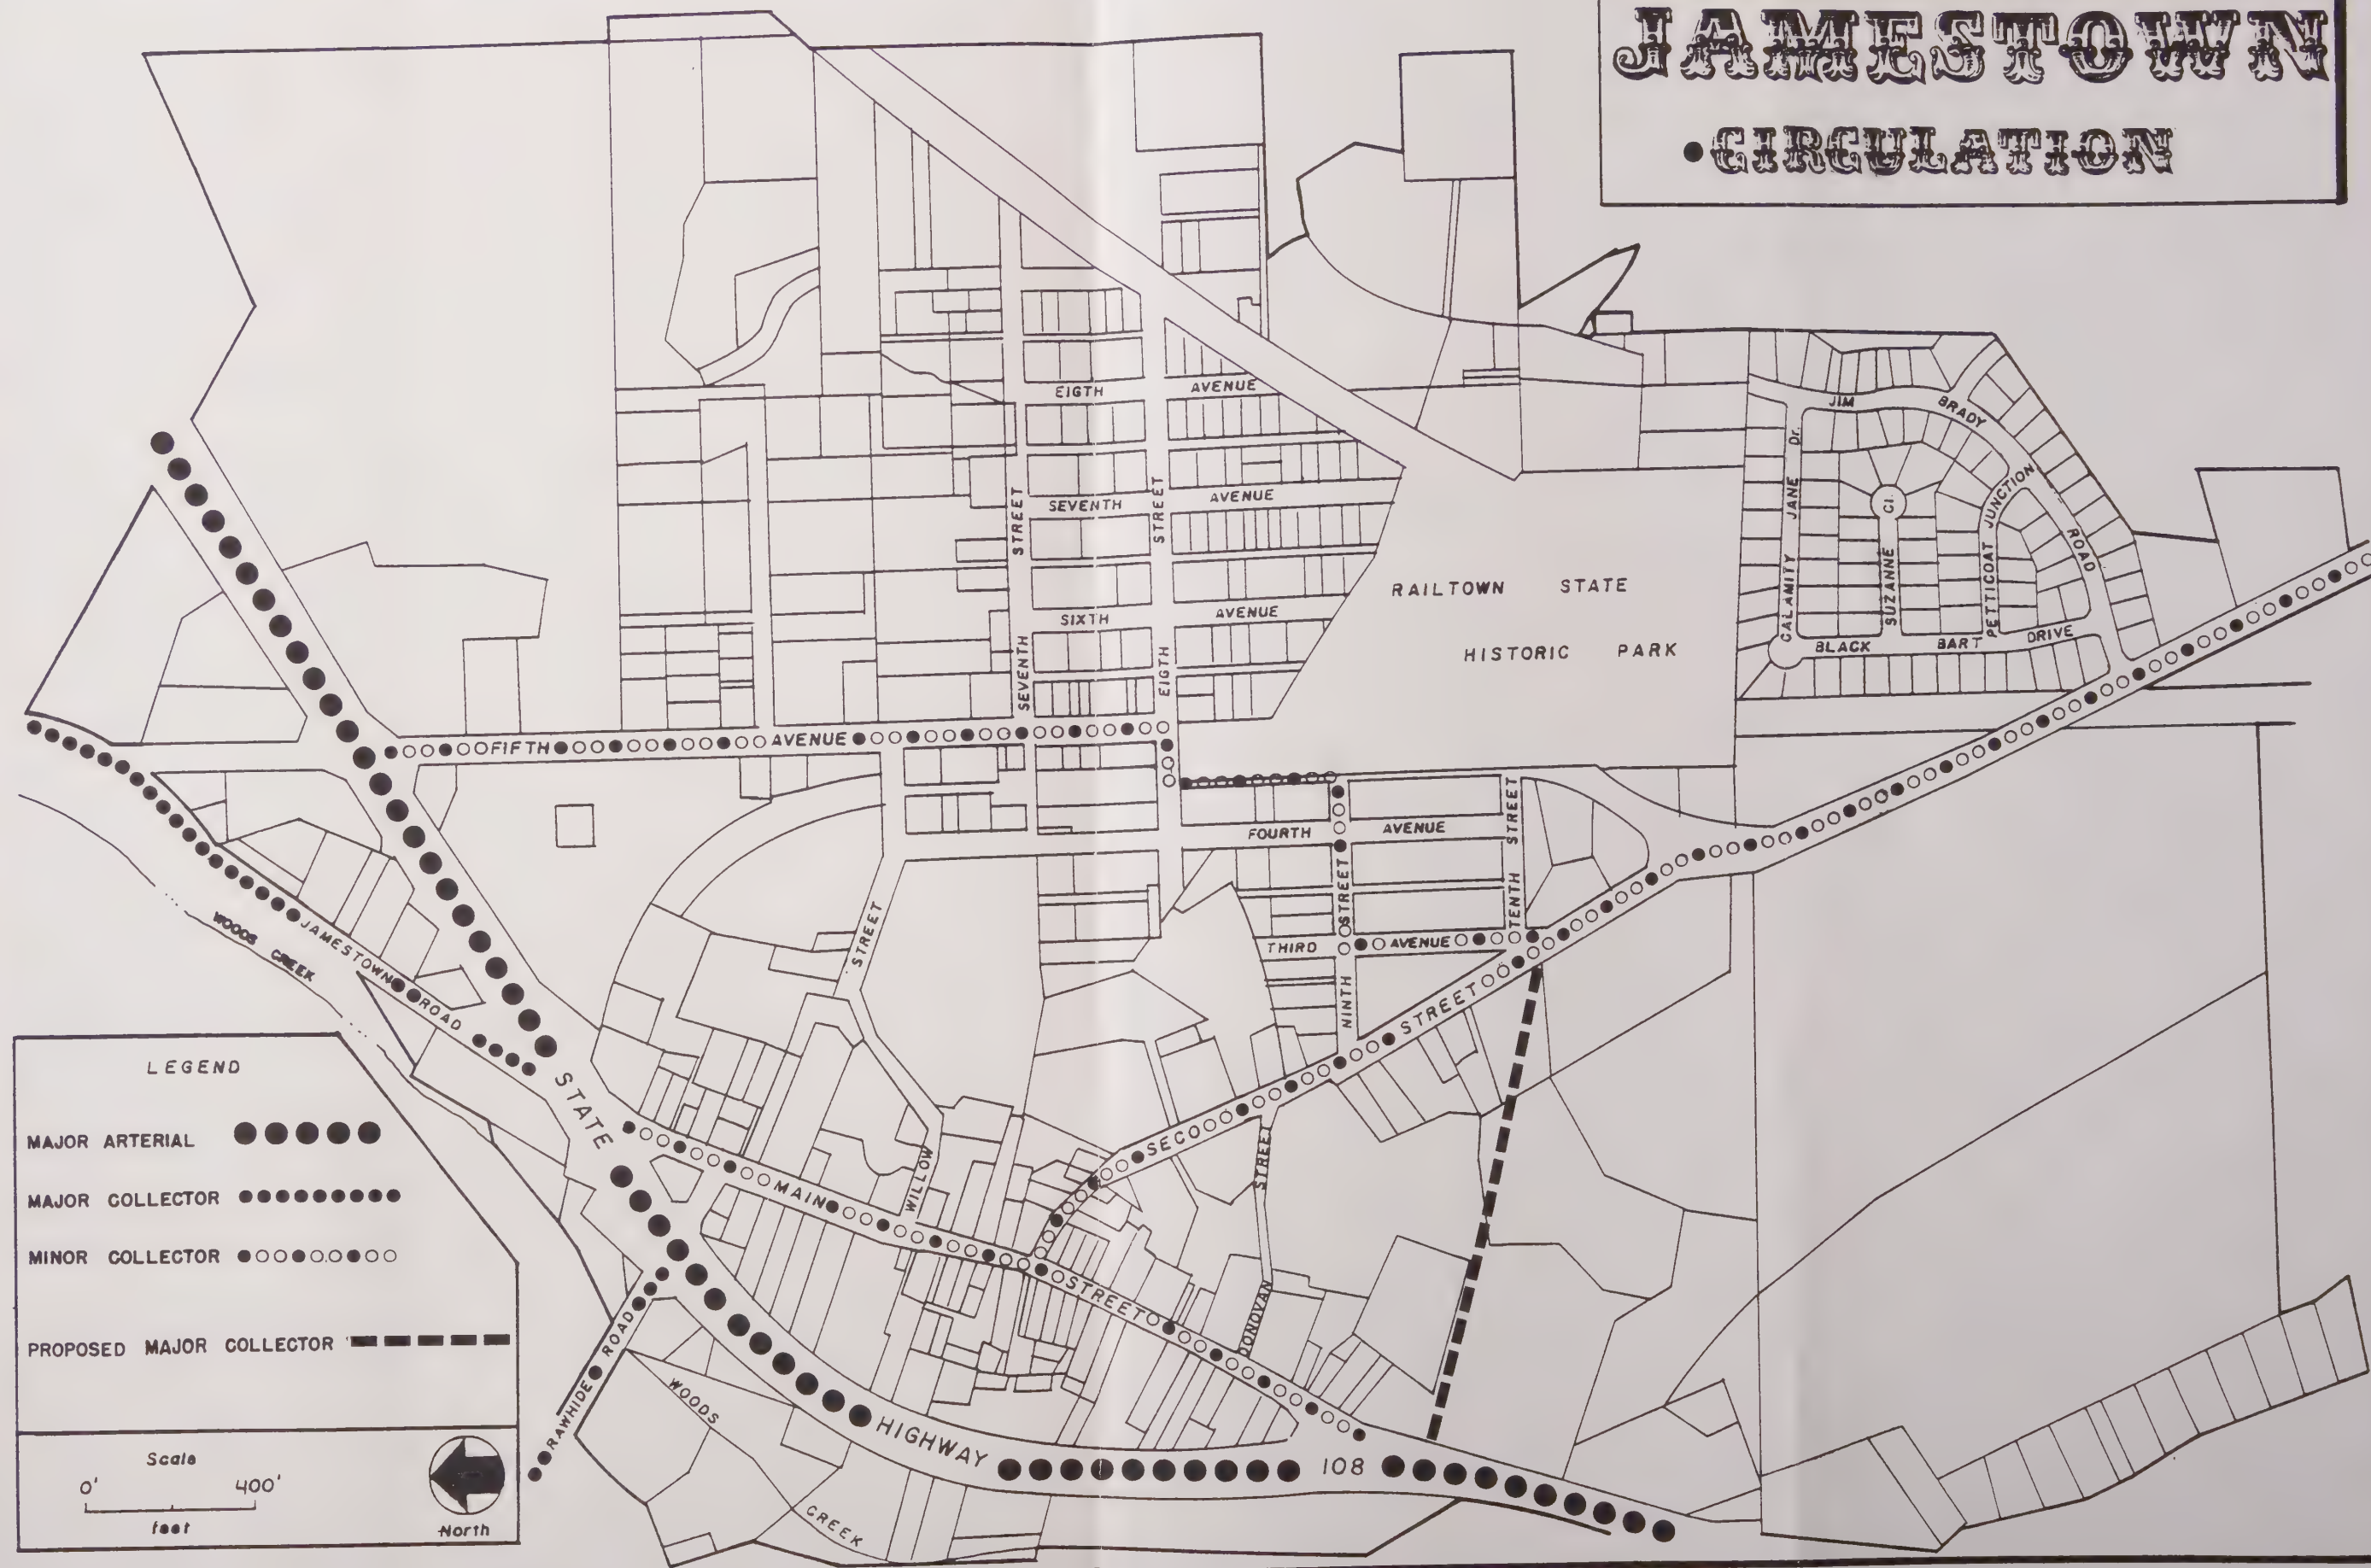 JAMESTOWN
•CIRCULATION
EIGTH AVENUE
SEVENTH AVENUE
SIXTH AVENUE
FIFTH AVENUE
FOURTH AVENUE
THIRD AVENUE
SEVENTH STREET
EIGTH STREET
NINTH STREET
TENTH STREET
RAILTOWN STATE
HISTORIC PARK
JIM BRADY ROAD
CALAMITY JANE Dr.
SUZANNE Ct.
PETTICOAT JUNCTION
BLACK BART DRIVE
STREET
WILLOW
SECO STREET
MAIN STREET
DONOVAN STREET
JAMESTOWN ROAD
WOODS CREEK
RAWHIDE ROAD
WOODS CREEK
STATE HIGHWAY 108
LEGEND
MAJOR ARTERIAL
MAJOR COLLECTOR
MINOR COLLECTOR
PROPOSED MAJOR COLLECTOR
Scale
0' 400'
feet
North